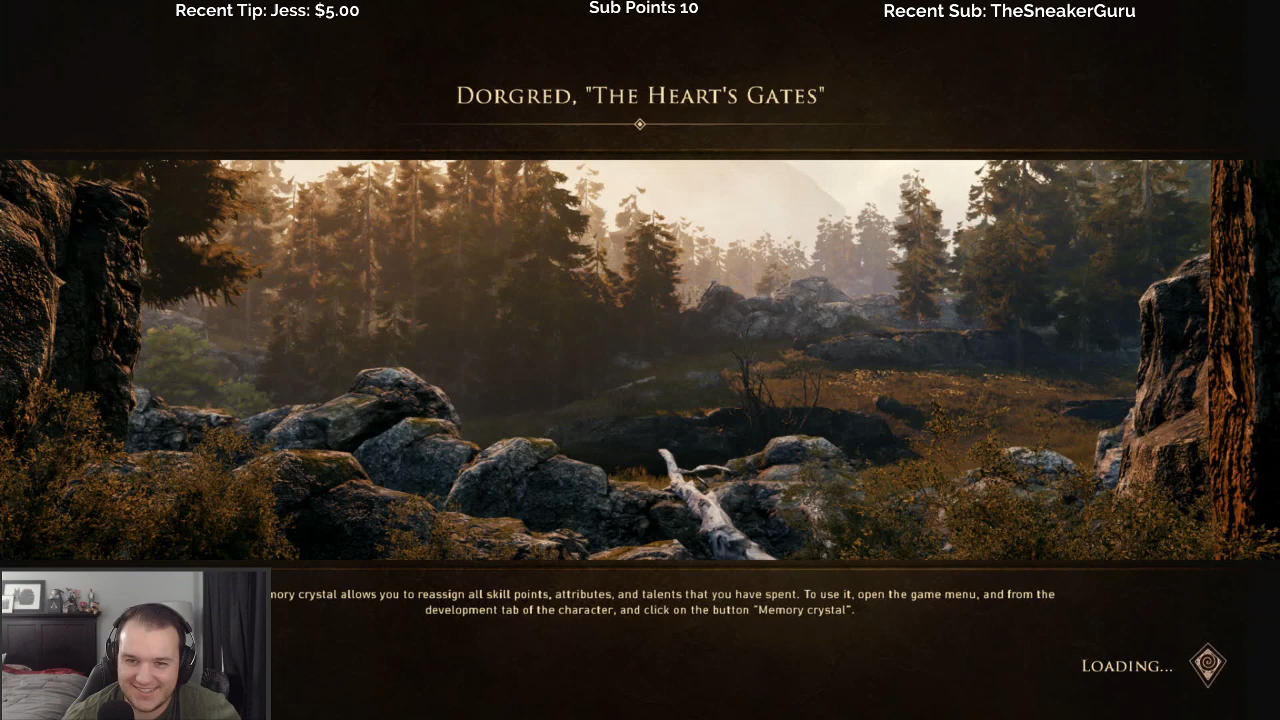 Recent Tip: Jess: $5.00
Sub Points 10
Recent Sub: TheSneakerGuru
DORGRED, "THE HEART'S GATES"
mory crystal allows you to reassign all skill points, attributes, and talents that you have spent. To use it, open the game menu, and from the
development tab of the character, and click on the button "Memory crystal".
LOADING...